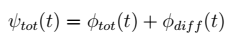 ψ_tot(t) = ϕ_tot(t) + ϕ_diff(t)